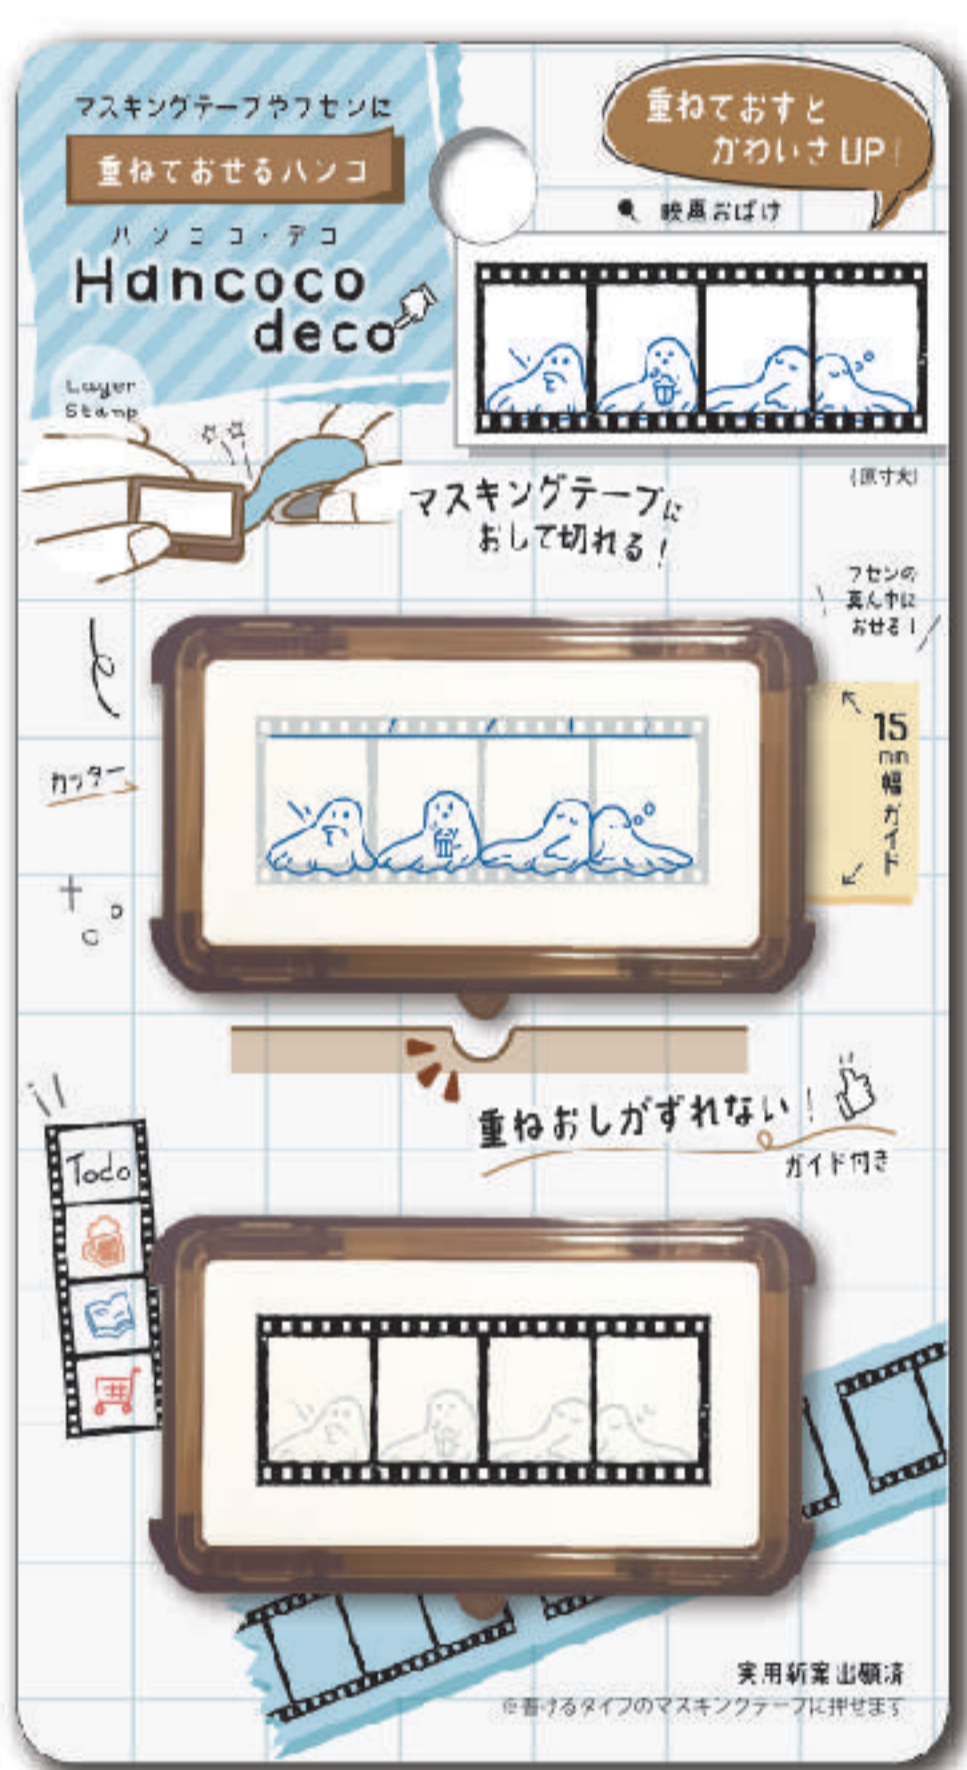 マスキングテープやフセンに
重ねておせるハンコ
ハンココ・デコ
Hancoco
deco
Layer
Stamp
重ねておすと
かわいさUP!
映画おばけ
(原寸大)
マスキングテープに
おして切れる!
フセンの
真ん中に
おせる!
15
mm
幅ガイド
カッター
重ねおしがずれない!
ガイド付き
Todo
実用新案出願済
※書けるタイプのマスキングテープに押せます